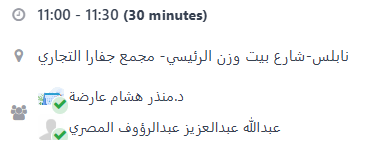 11:00 - 11:30 (30 minutes)
نابلس-شارع بيت وزن الرئيسي- مجمع جفارا التجاري
د.منذر هشام عارضة
عبدالله عبدالعزيز عبدالرؤوف المصري